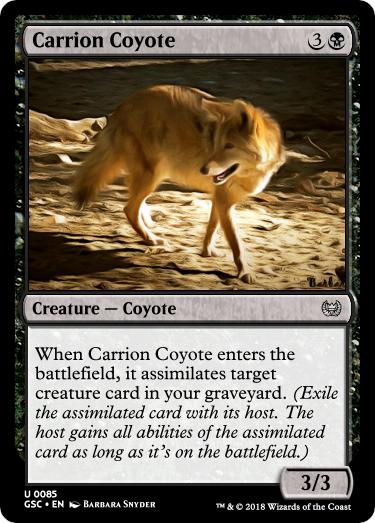 Carrion Coyote 3
Creature — Coyote
When Carrion Coyote enters the
battlefield, it assimilates target
creature card in your graveyard. (Exile
the assimilated card with its host. The
host gains all abilities of the assimilated
card as long as it's on the battlefield.)
3/3
U 0085
GSC • EN Barbara Snyder
™ & © 2018 Wizards of the Coast